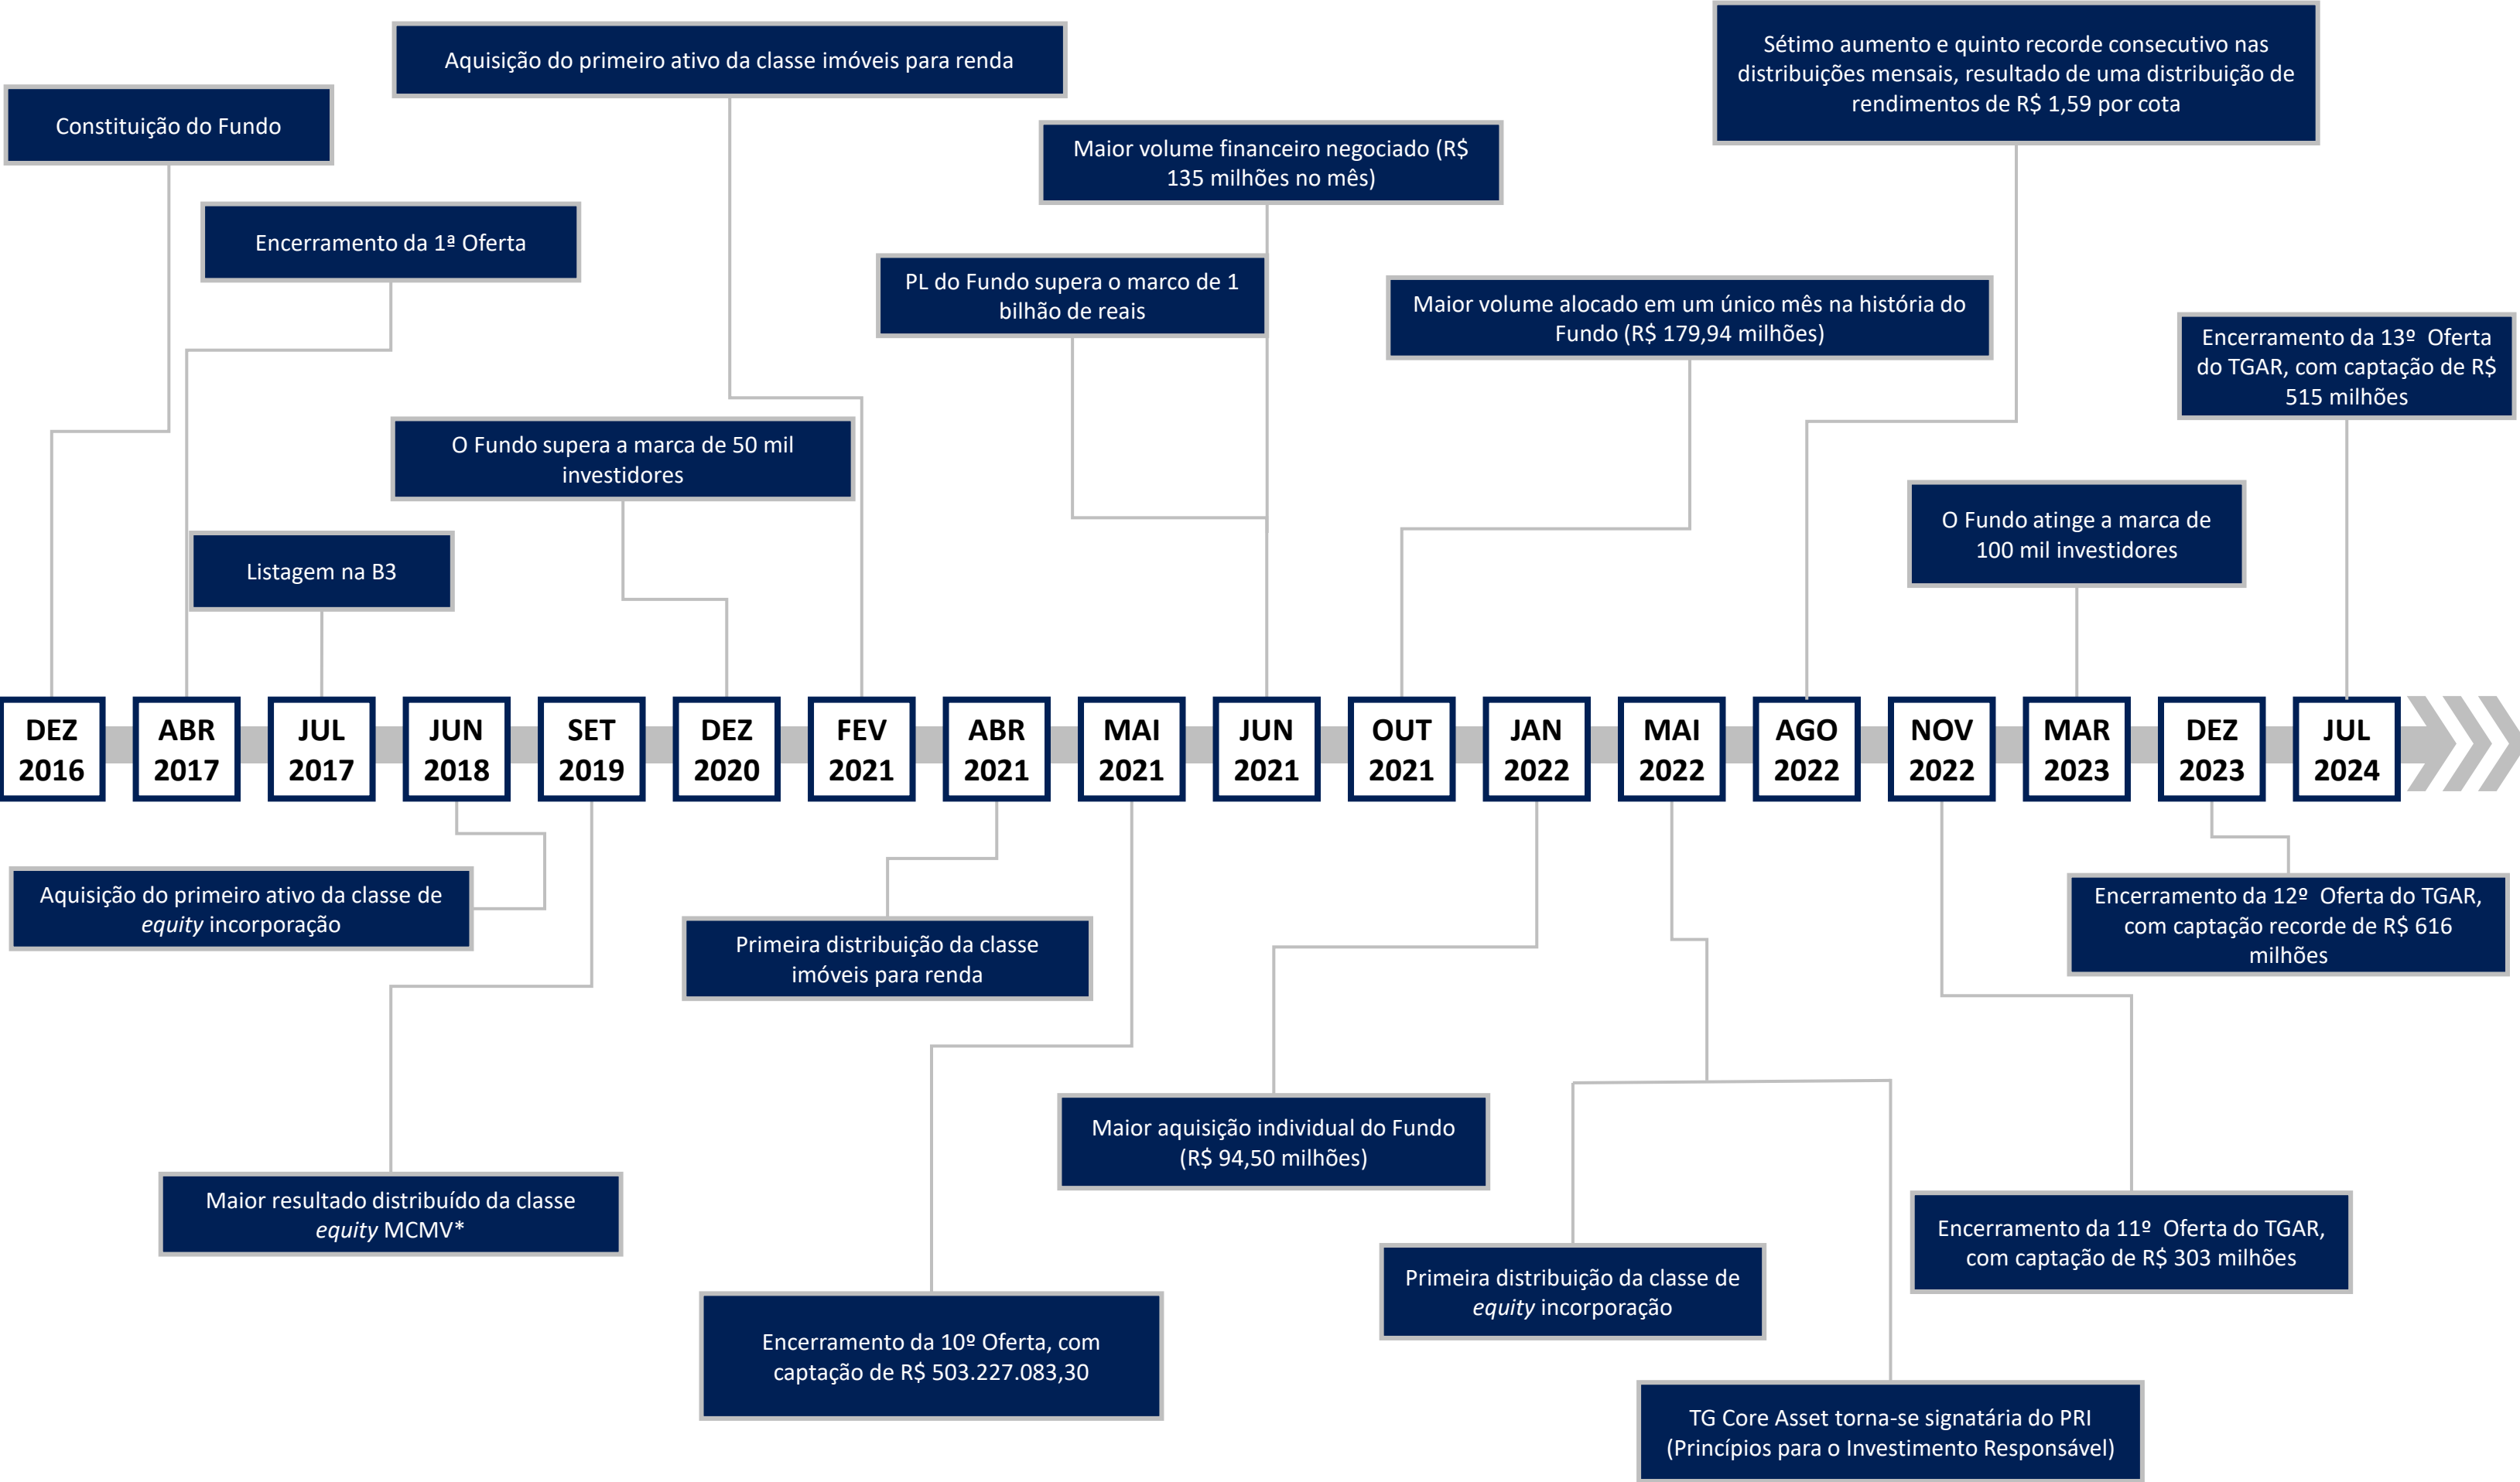 Aquisição do primeiro ativo da classe imóveis para renda
Sétimo aumento e quinto recorde consecutivo nas
distribuições mensais, resultado de uma distribuição de
rendimentos de R$ 1,59 por cota
Constituição do Fundo
Maior volume financeiro negociado (R$
135 milhões no mês)
Encerramento da 1ª Oferta
PL do Fundo supera o marco de 1
bilhão de reais
Maior volume alocado em um único mês na história do
Fundo (R$ 179,94 milhões)
Encerramento da 13º Oferta
do TGAR, com captação de R$
515 milhões
O Fundo supera a marca de 50 mil
investidores
O Fundo atinge a marca de
100 mil investidores
Listagem na B3
DEZ
2016
ABR
2017
JUL
2017
JUN
2018
SET
2019
DEZ
2020
FEV
2021
ABR
2021
MAI
2021
JUN
2021
OUT
2021
JAN
2022
MAI
2022
AGO
2022
NOV
2022
MAR
2023
DEZ
2023
JUL
2024
Aquisição do primeiro ativo da classe de
equity incorporação
Primeira distribuição da classe
imóveis para renda
Encerramento da 12º Oferta do TGAR,
com captação recorde de R$ 616
milhões
Maior aquisição individual do Fundo
(R$ 94,50 milhões)
Maior resultado distribuído da classe
equity MCMV*
Encerramento da 11º Oferta do TGAR,
com captação de R$ 303 milhões
Primeira distribuição da classe de
equity incorporação
Encerramento da 10º Oferta, com
captação de R$ 503.227.083,30
TG Core Asset torna-se signatária do PRI
(Princípios para o Investimento Responsável)